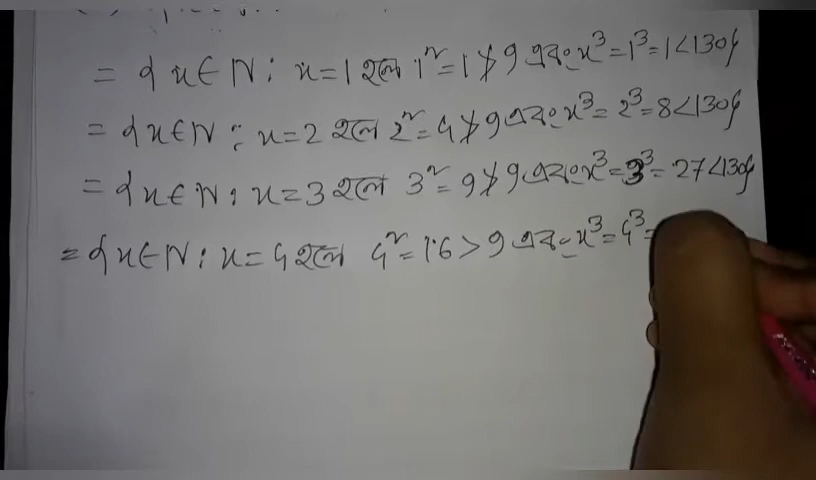 = {x∈N : x=1 হলে 1²=1≯9 এবং x³=1³=1<130}
= {x∈N : x=2 হলে 2²=4≯9 এবং x³=2³=8<130}
= {x∈N : x=3 হলে 3²=9≯9 এবং x³=3³=27<130}
= {x∈N : x=4 হলে 4²=16>9 এবং x³=4³=